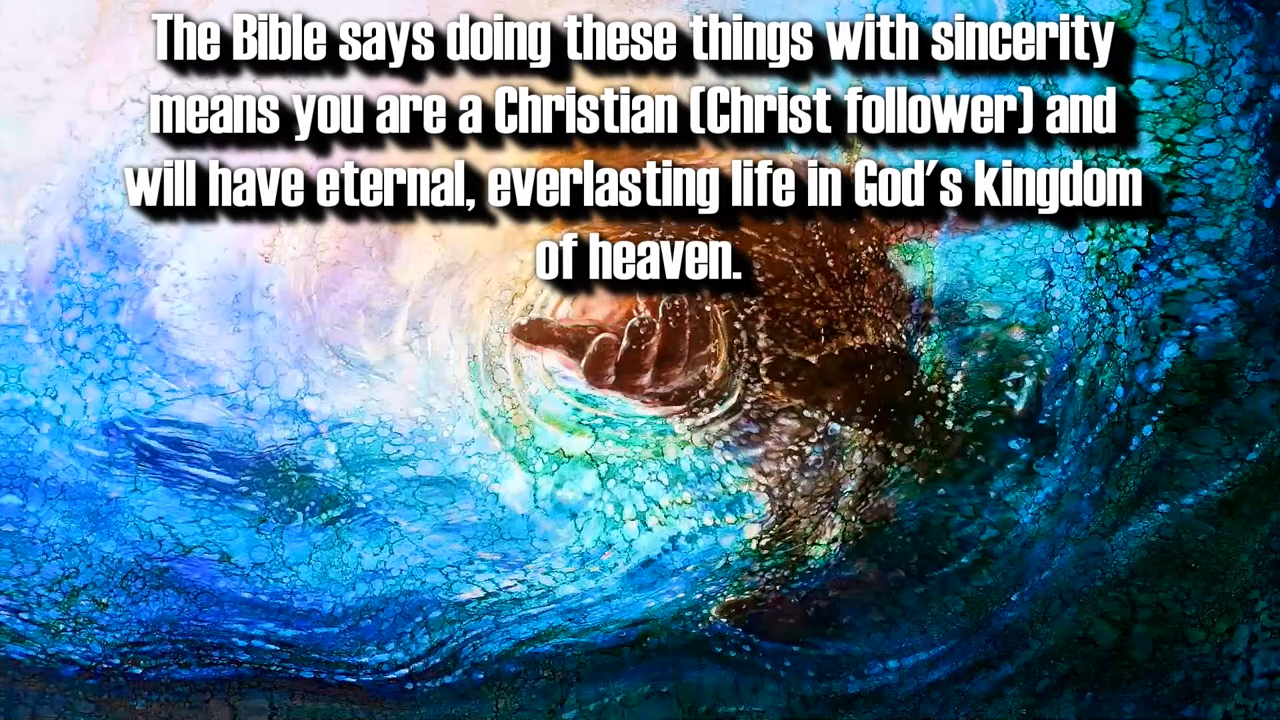 The Bible says doing these things with sincerity
means you are a Christian (Christ follower) and
will have eternal, everlasting life in God's kingdom
of heaven.